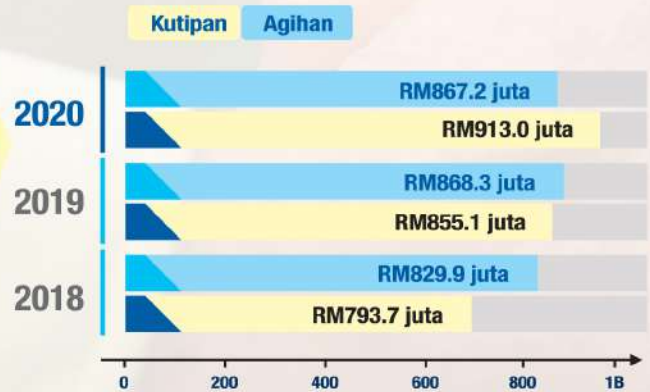 Kutipan Agihan
2020
RM867.2 juta
RM913.0 juta
2019
RM868.3 juta
RM855.1 juta
2018
RM829.9 juta
RM793.7 juta
0 200 400 600 800 1B